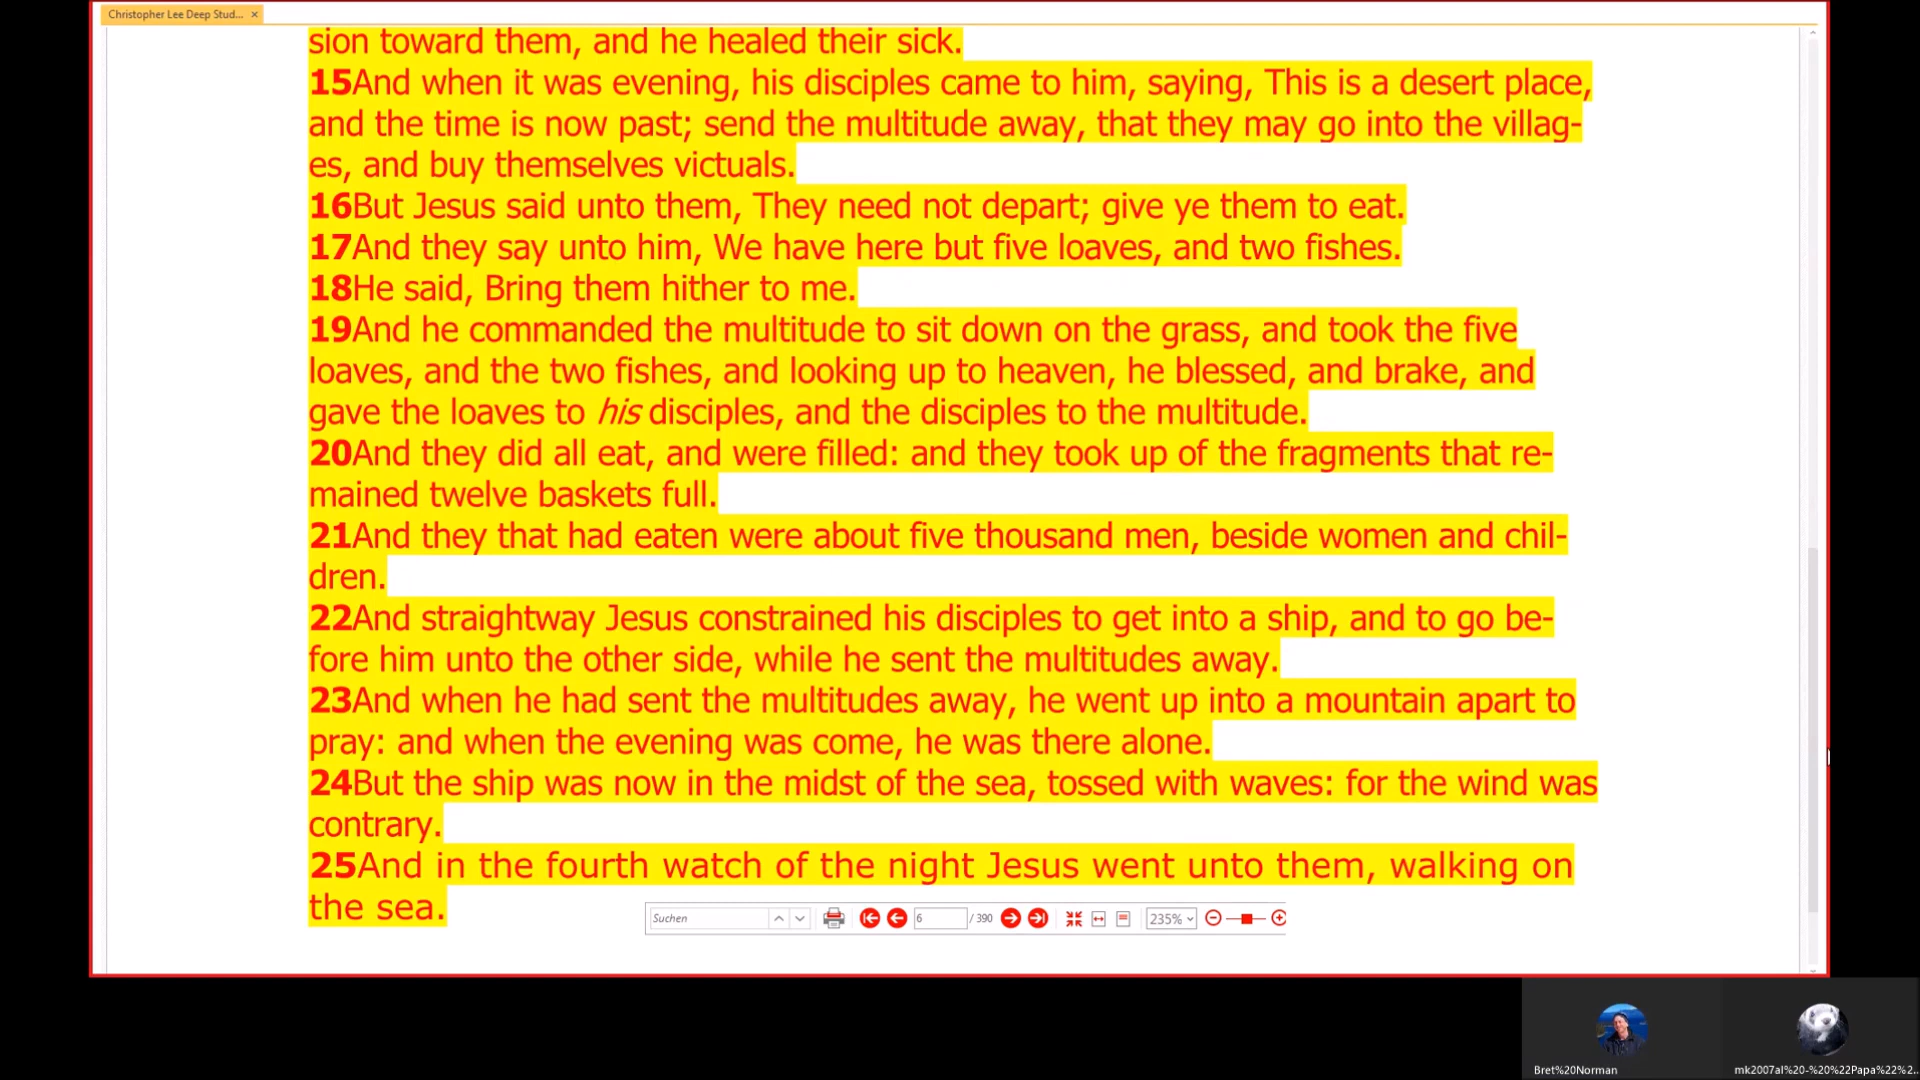 Christopher Lee Deep Stud... ×
sion toward them, and he healed their sick.
15And when it was evening, his disciples came to him, saying, This is a desert place,
and the time is now past; send the multitude away, that they may go into the villag-
es, and buy themselves victuals.
16But Jesus said unto them, They need not depart; give ye them to eat.
17And they say unto him, We have here but five loaves, and two fishes.
18He said, Bring them hither to me.
19And he commanded the multitude to sit down on the grass, and took the five
loaves, and the two fishes, and looking up to heaven, he blessed, and brake, and
gave the loaves to his disciples, and the disciples to the multitude.
20And they did all eat, and were filled: and they took up of the fragments that re-
mained twelve baskets full.
21And they that had eaten were about five thousand men, beside women and chil-
dren.
22And straightway Jesus constrained his disciples to get into a ship, and to go be-
fore him unto the other side, while he sent the multitudes away.
23And when he had sent the multitudes away, he went up into a mountain apart to
pray: and when the evening was come, he was there alone.
24But the ship was now in the midst of the sea, tossed with waves: for the wind was
contrary.
25And in the fourth watch of the night Jesus went unto them, walking on
the sea.
Suchen 6 / 390 235%
Bret%20Norman mk2007al%20-%20%22Papa%22%2...